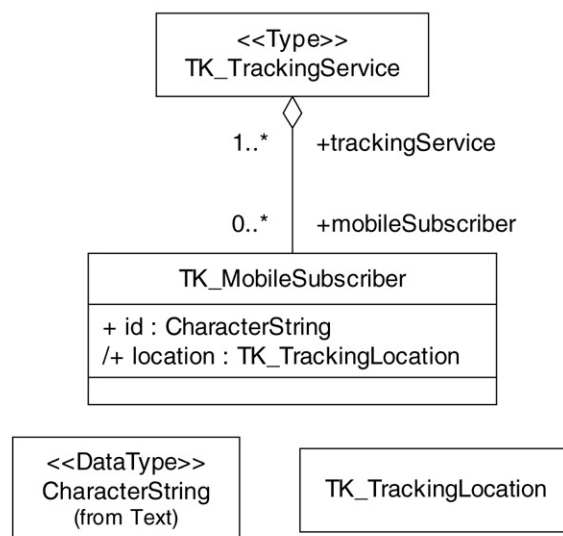 <<Type>>
TK_TrackingService
1..* +trackingService
0..* +mobileSubscriber
TK_MobileSubscriber
+ id : CharacterString
/+ location : TK_TrackingLocation
<<DataType>>
CharacterString
(from Text)
TK_TrackingLocation